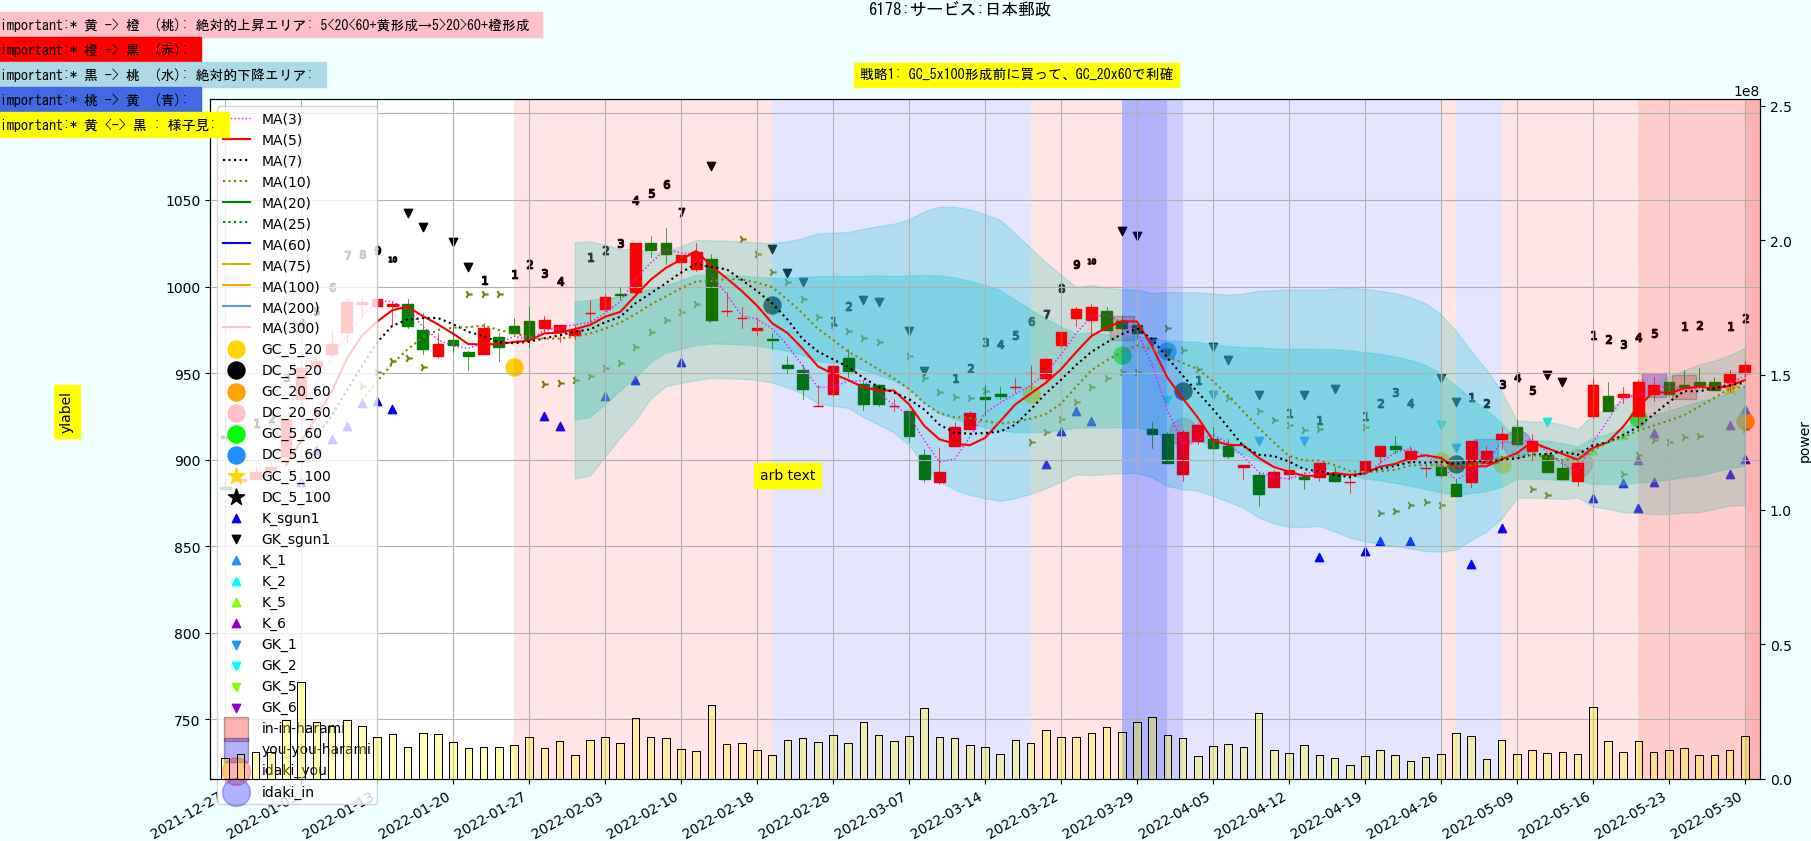 6178:サービス:日本郵政
important:* 黄 -> 橙 (桃): 絶対的上昇エリア: 5<20<60+黄形成→5>20>60+橙形成
important:* 橙 -> 黒 (赤):
important:* 黒 -> 桃 (水): 絶対的下降エリア:
戦略1: GC_5x100形成前に買って、GC_20x60で利確
important:* 桃 -> 黄 (青):
important:* 黄 <-> 黒 : 様子見:
1e8
MA(3)
MA(5)
MA(7)
MA(10)
MA(20)
MA(25)
MA(60)
MA(75)
MA(100)
MA(200)
MA(300)
GC_5_20
DC_5_20
GC_20_60
DC_20_60
GC_5_60
DC_5_60
GC_5_100
DC_5_100
K_sgun1
GK_sgun1
K_1
K_2
K_5
K_6
GK_1
GK_2
GK_5
GK_6
in-in-harami
you-you-harami
idaki_you
idaki_in
1050
1000
950
900
850
800
750
ylabel
arb text
2.5
2.0
1.5
1.0
0.5
0.0
power
2021-12-27
2022-01-13
2022-01-20
2022-01-27
2022-02-03
2022-02-10
2022-02-18
2022-02-28
2022-03-07
2022-03-14
2022-03-22
2022-03-29
2022-04-05
2022-04-12
2022-04-19
2022-04-26
2022-05-09
2022-05-16
2022-05-23
2022-05-30